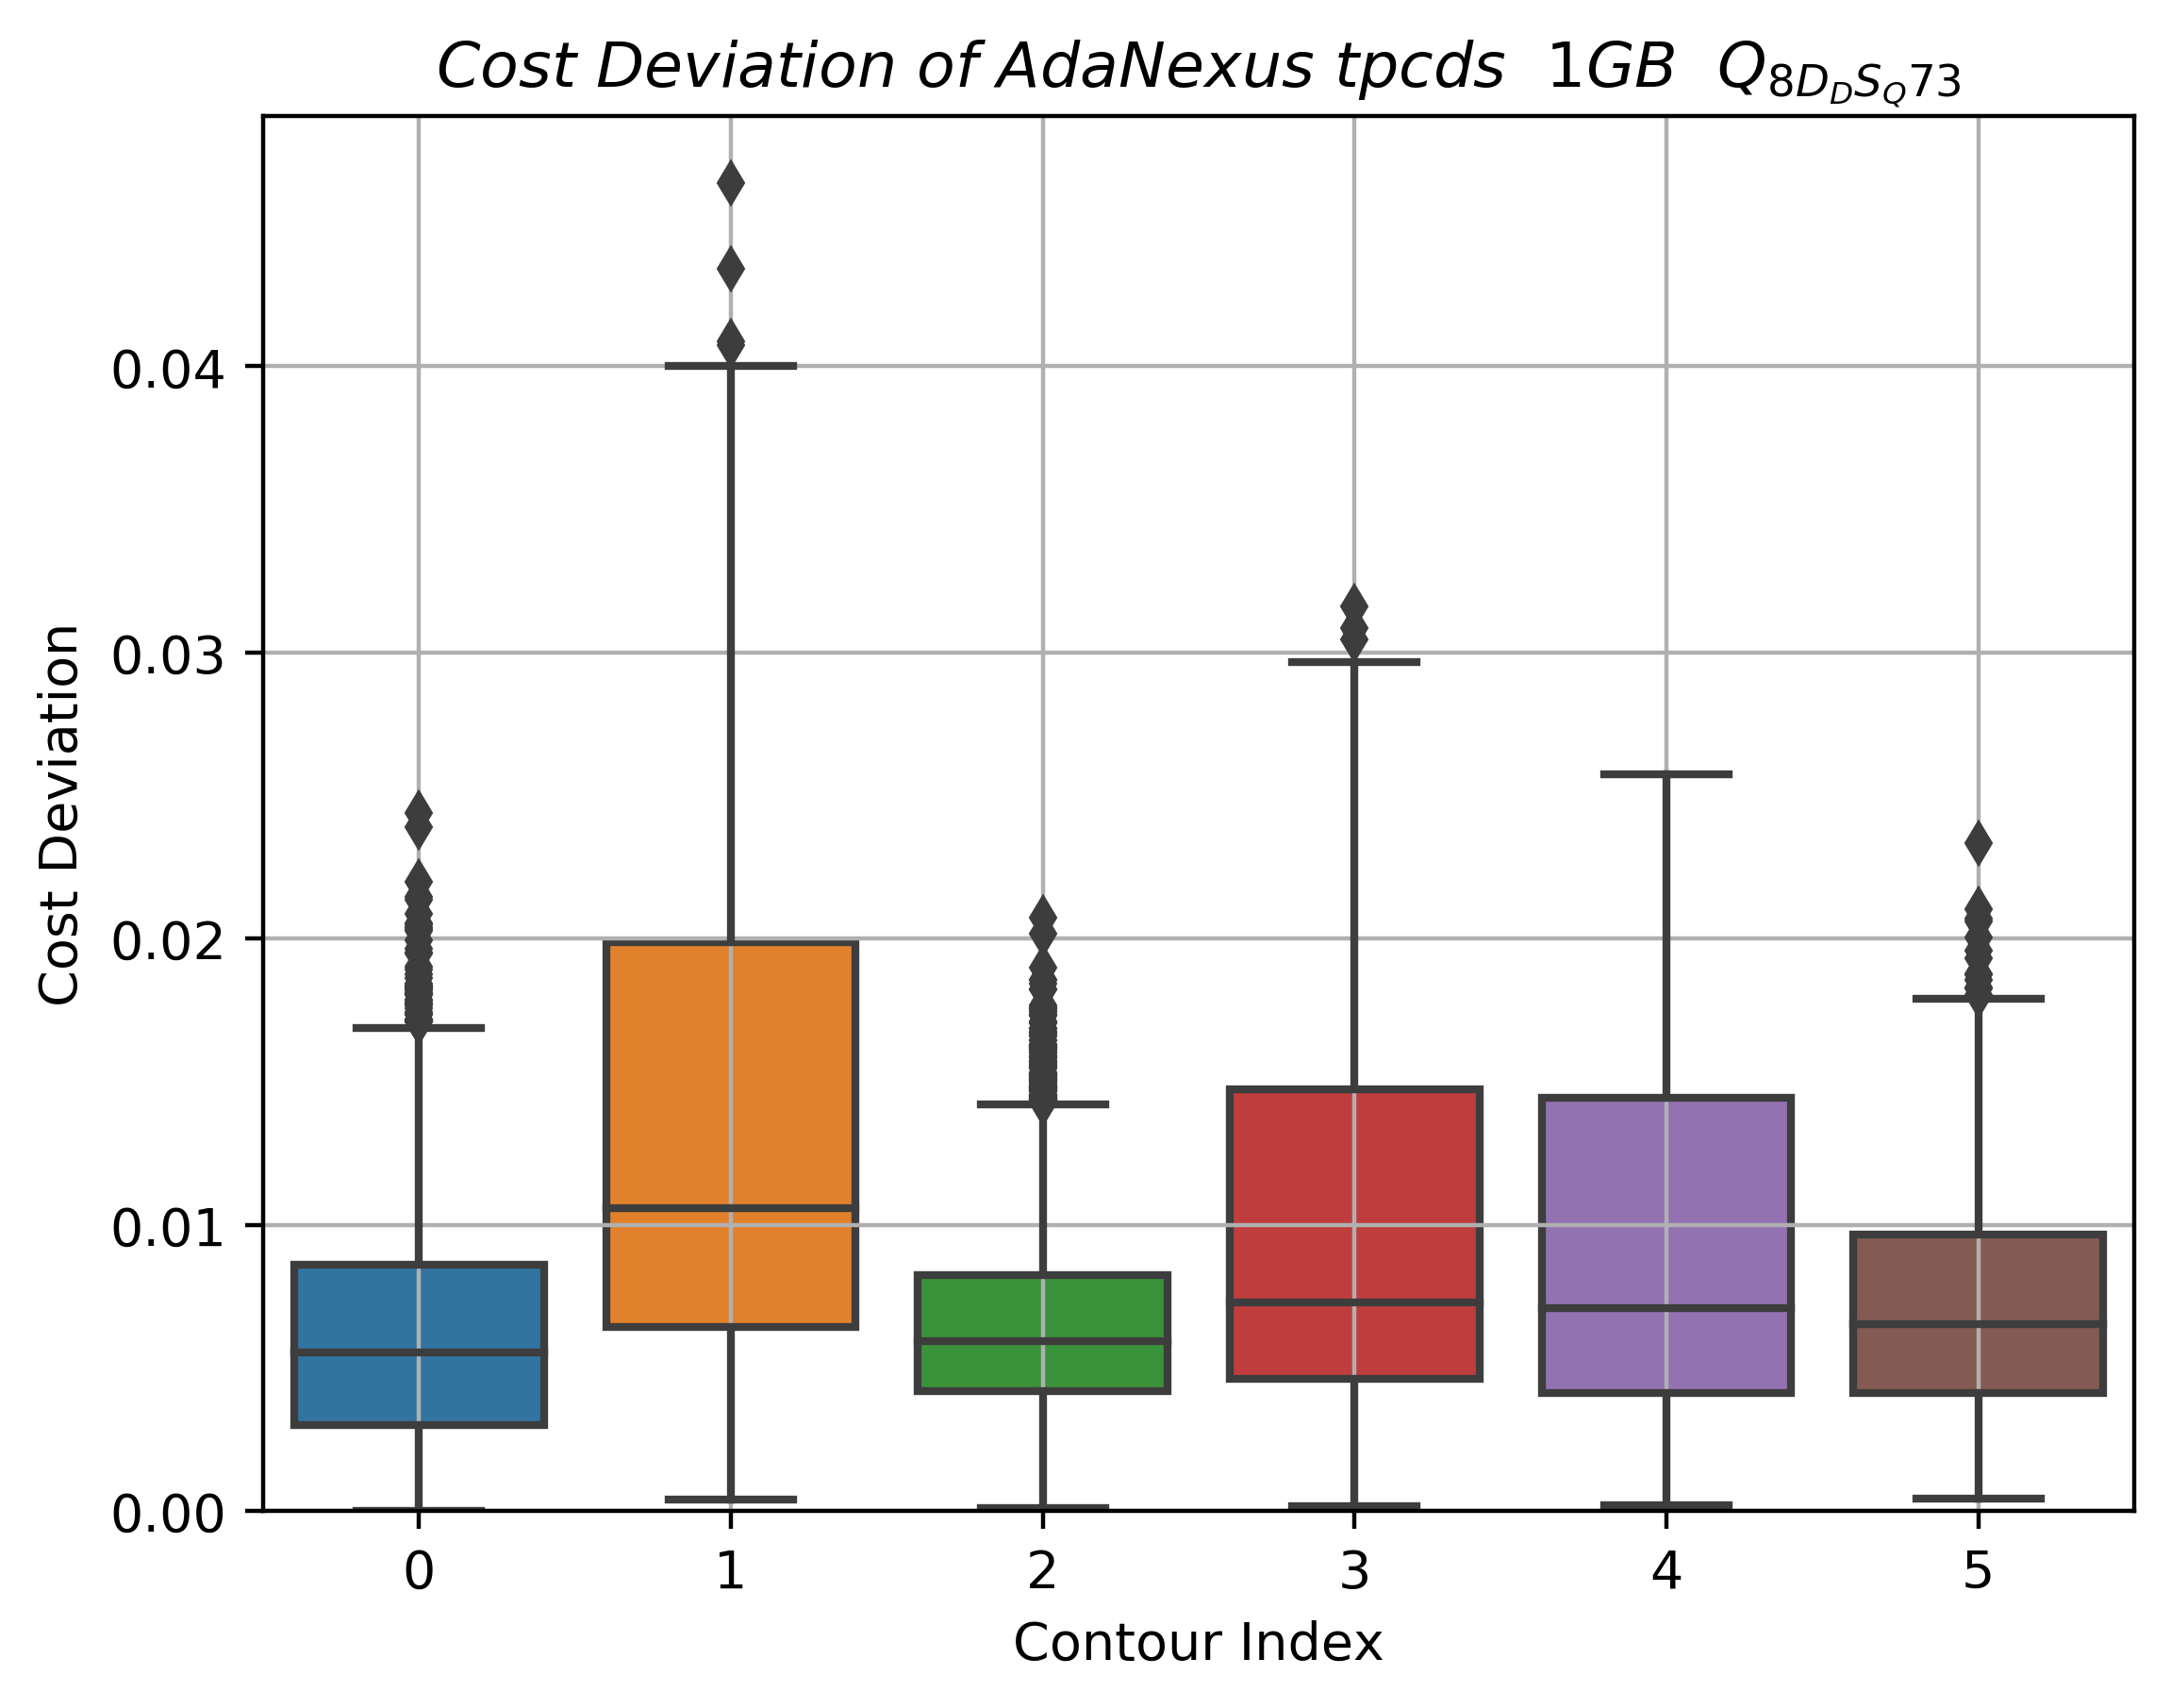 Cost Deviation of AdaNexus tpcds 1GB Q8DDSQ73
Cost Deviation
0.04
0.03
0.02
0.01
0.00
0 1 2 3 4 5
Contour Index